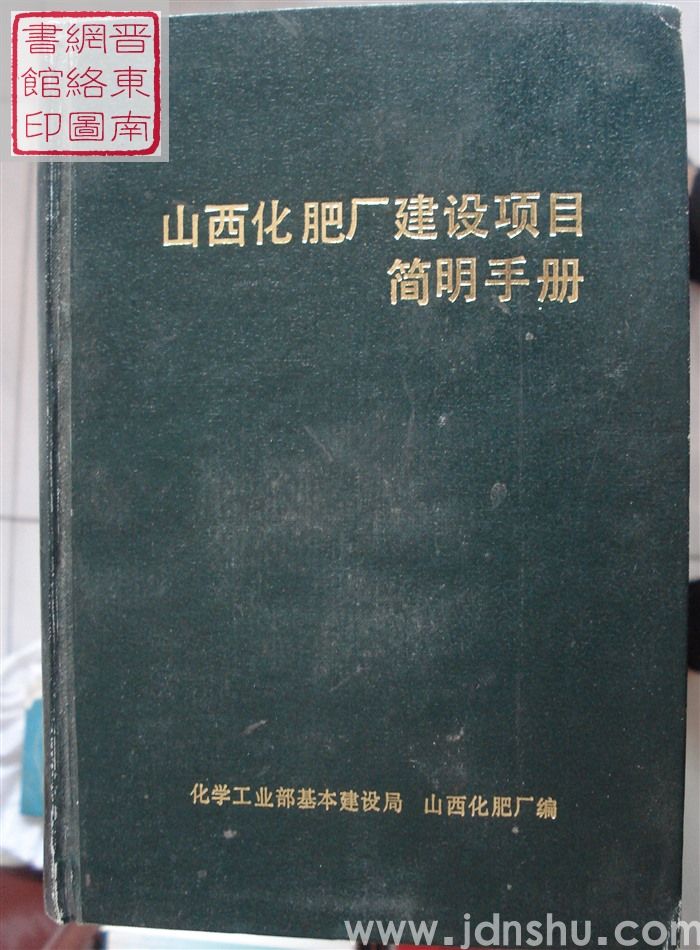 晋東南
網絡圖
書館印
山西化肥厂建设项目
简明手册
化学工业部基本建设局 山西化肥厂编
www.jdnshu.com